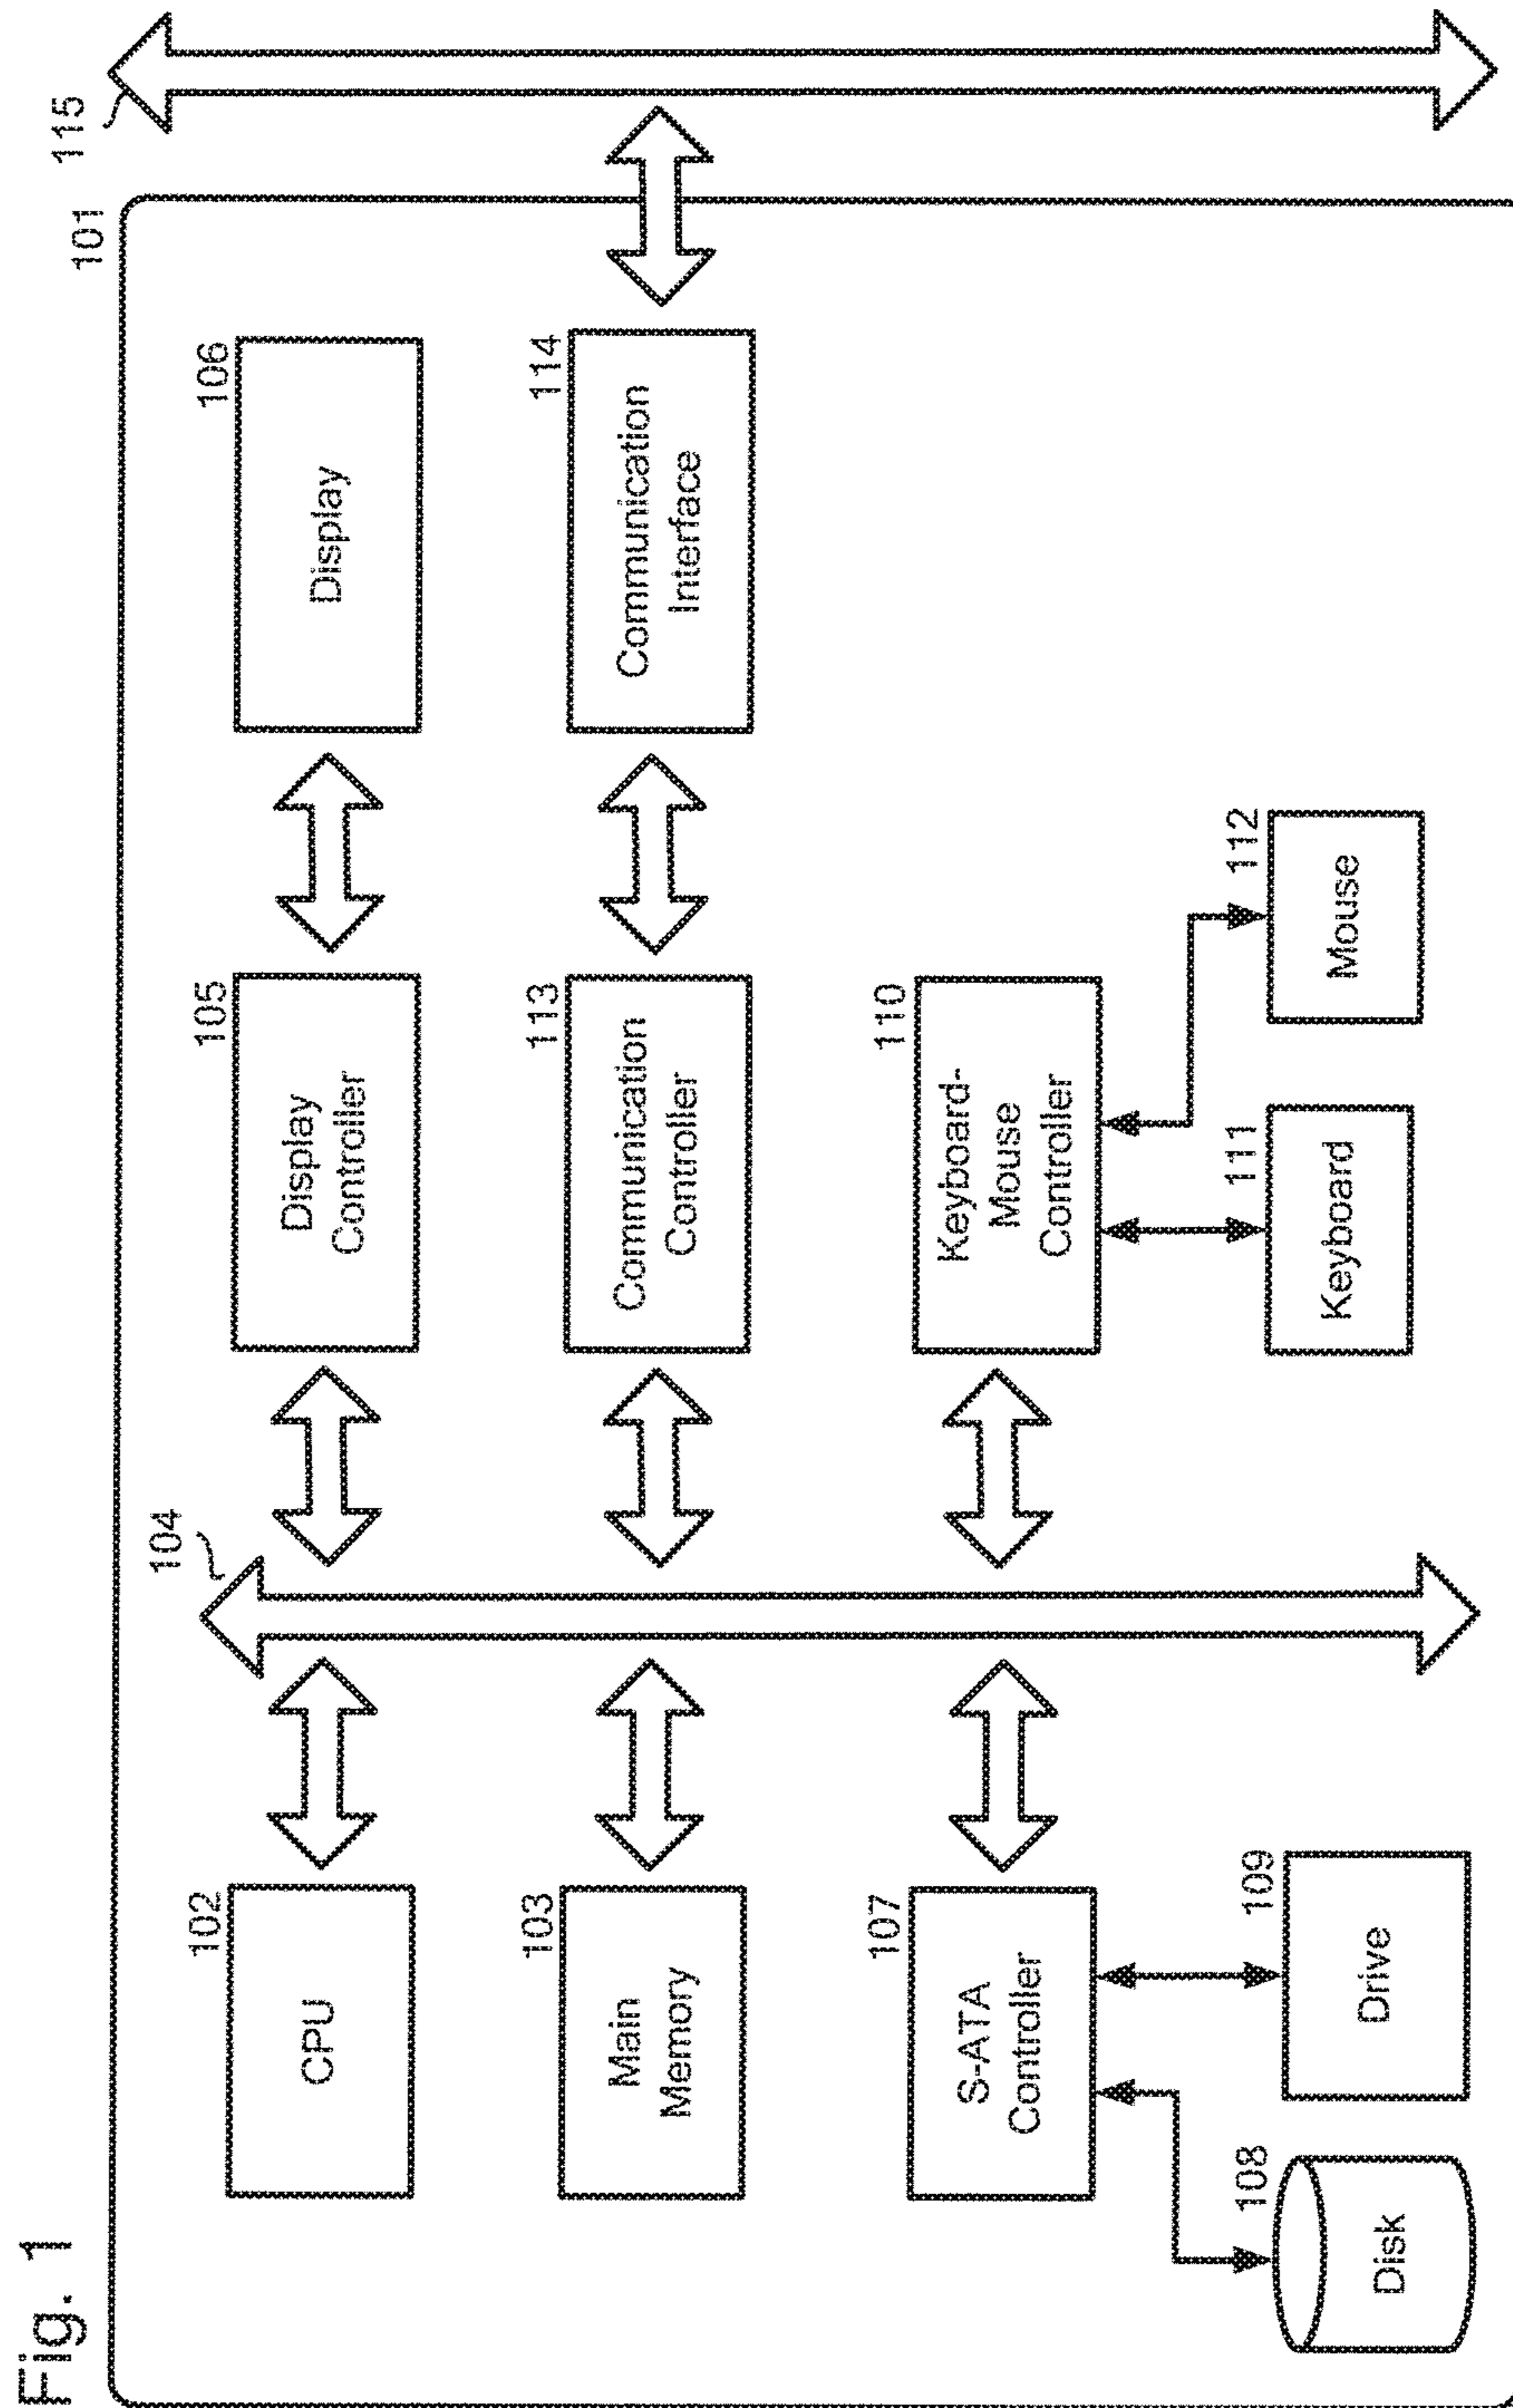 Fig. 1
101
115
102
CPU
104
105
Display
Controller
106
Display
103
Main
Memory
113
Communication
Controller
114
Communication
Interface
107
S-ATA
Controller
110
Keyboard-
Mouse
Controller
108
Disk
109
Drive
111
Keyboard
112
Mouse